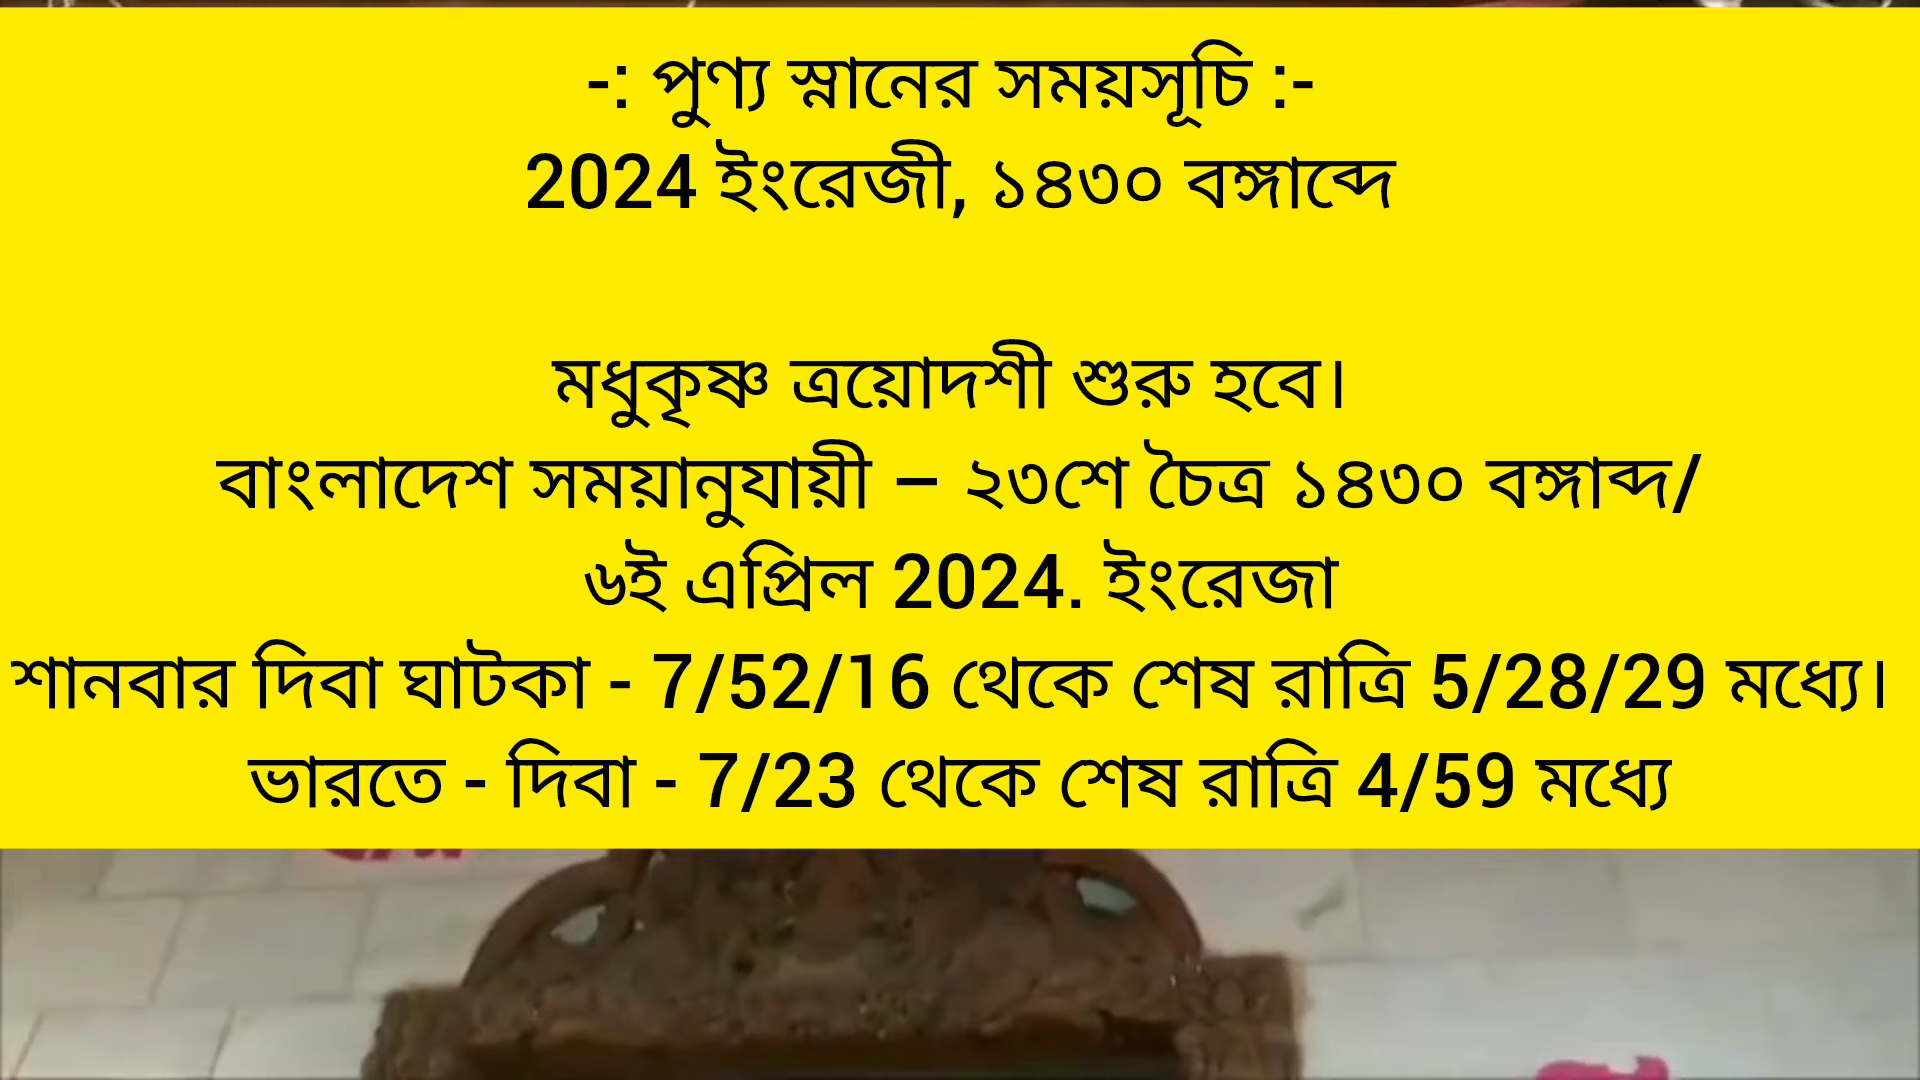 -: পুণ্য স্নানের সময়সূচি :-
2024 ইংরেজী, ১৪৩০ বঙ্গাব্দে
মধুকৃষ্ণ ত্রয়োদশী শুরু হবে।
বাংলাদেশ সময়ানুযায়ী – ২৩শে চৈত্র ১৪৩০ বঙ্গাব্দ/
৬ই এপ্রিল 2024. ইংরেজা
শানবার দিবা ঘাটকা - 7/52/16 থেকে শেষ রাত্রি 5/28/29 মধ্যে।
ভারতে - দিবা - 7/23 থেকে শেষ রাত্রি 4/59 মধ্যে